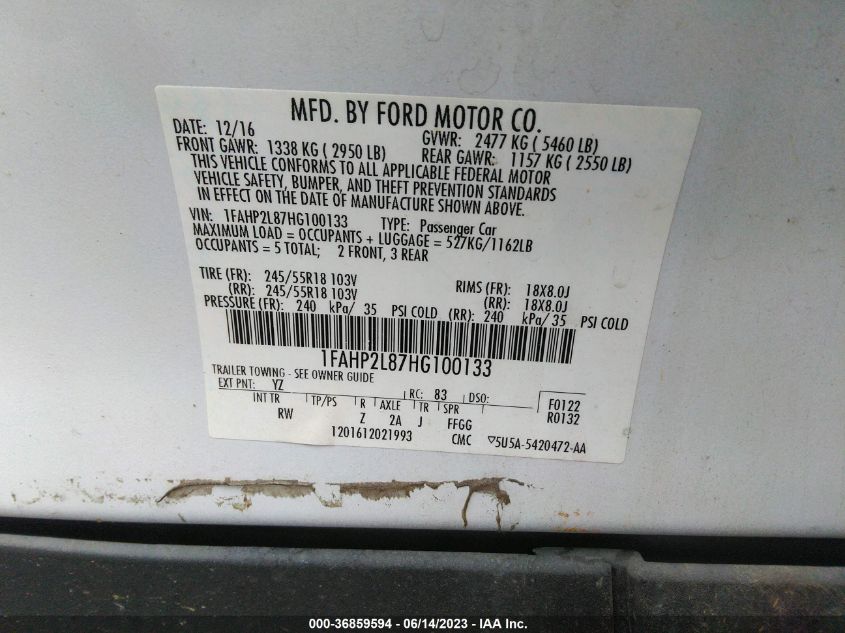 MFD. BY FORD MOTOR CO.
DATE: 12/16 GVWR: 2477 KG ( 5460 LB)
FRONT GAWR: 1338 KG ( 2950 LB) REAR GAWR: 1157 KG ( 2550 LB)
THIS VEHICLE CONFORMS TO ALL APPLICABLE FEDERAL MOTOR
VEHICLE SAFETY, BUMPER, AND THEFT PREVENTION STANDARDS
IN EFFECT ON THE DATE OF MANUFACTURE SHOWN ABOVE.
VIN: 1FAHP2L87HG100133 TYPE: Passenger Car
MAXIMUM LOAD = OCCUPANTS + LUGGAGE = 527KG/1162LB
OCCUPANTS = 5 TOTAL; 2 FRONT, 3 REAR
TIRE (FR): 245/55R18 103V RIMS (FR): 18X8.0J
(RR): 245/55R18 103V (RR): 18X8.0J
PRESSURE (FR): 240 kPa/ 35 PSI COLD (RR): 240 kPa/ 35 PSI COLD
1FAHP2L87HG100133
TRAILER TOWING - SEE OWNER GUIDE
EXT PNT: YZ RC: 83 DSO: F0122
INT TR TP/PS R AXLE TR SPR R0132
RW Z 2A J FFGG
1201612021993 CMC ▽5U5A-5420472-AA
000-36859594 - 06/14/2023 - IAA Inc.